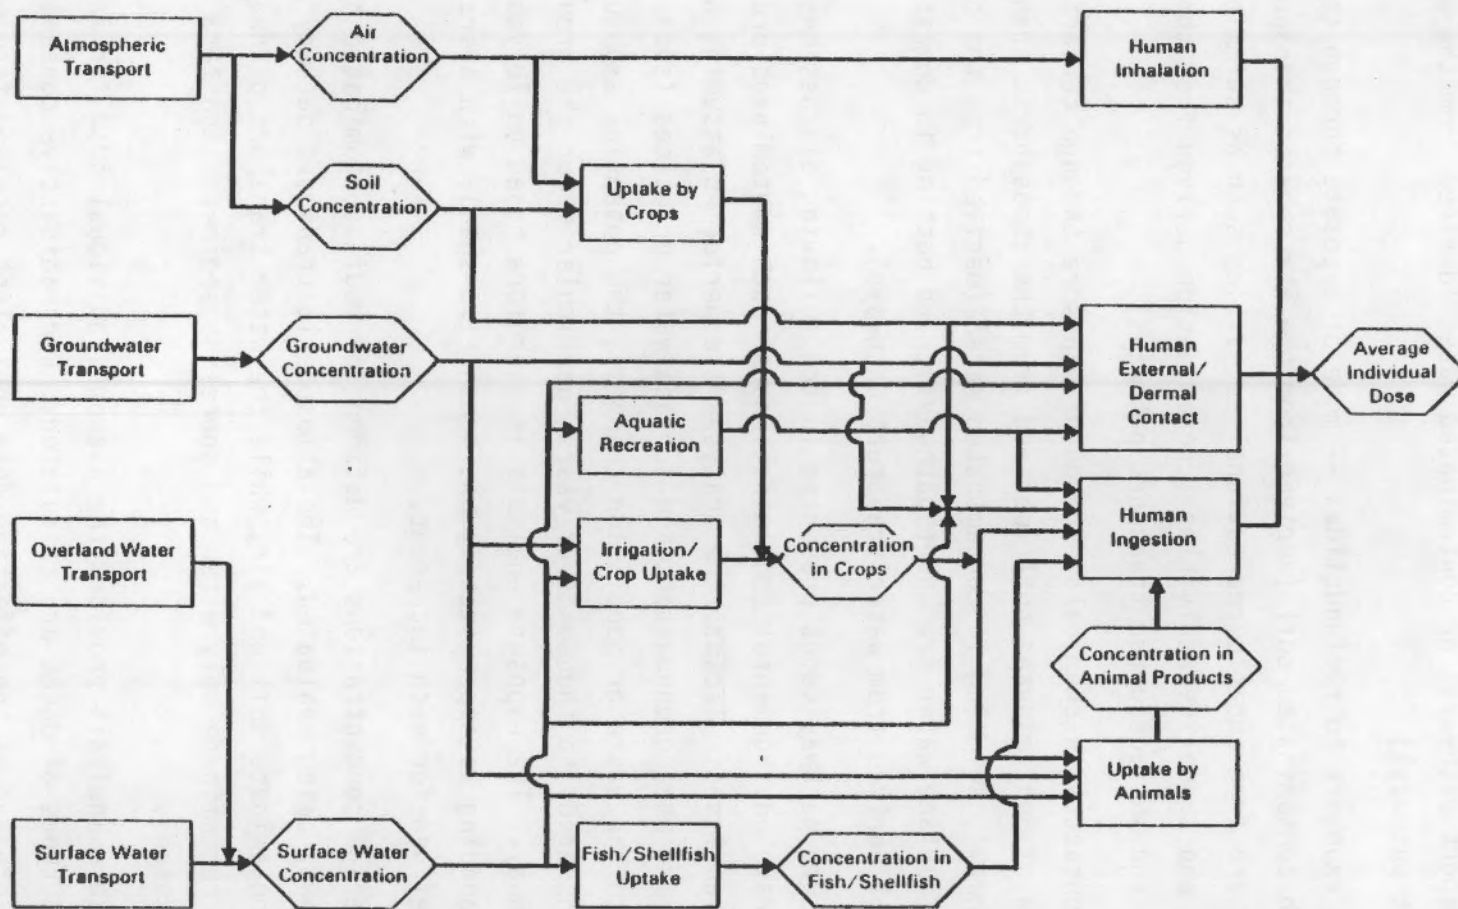 Atmospheric
Transport
Air
Concentration
Human
Inhalation
Soil
Concentration
Uptake by
Crops
Groundwater
Transport
Groundwater
Concentration
Human
External/
Dermal
Contact
Average
Individual
Dose
Aquatic
Recreation
Overland Water
Transport
Irrigation/
Crop Uptake
Concentration
in Crops
Human
Ingestion
Concentration in
Animal Products
Uptake by
Animals
Surface Water
Transport
Surface Water
Concentration
Fish/Shellfish
Uptake
Concentration in
Fish/Shellfish